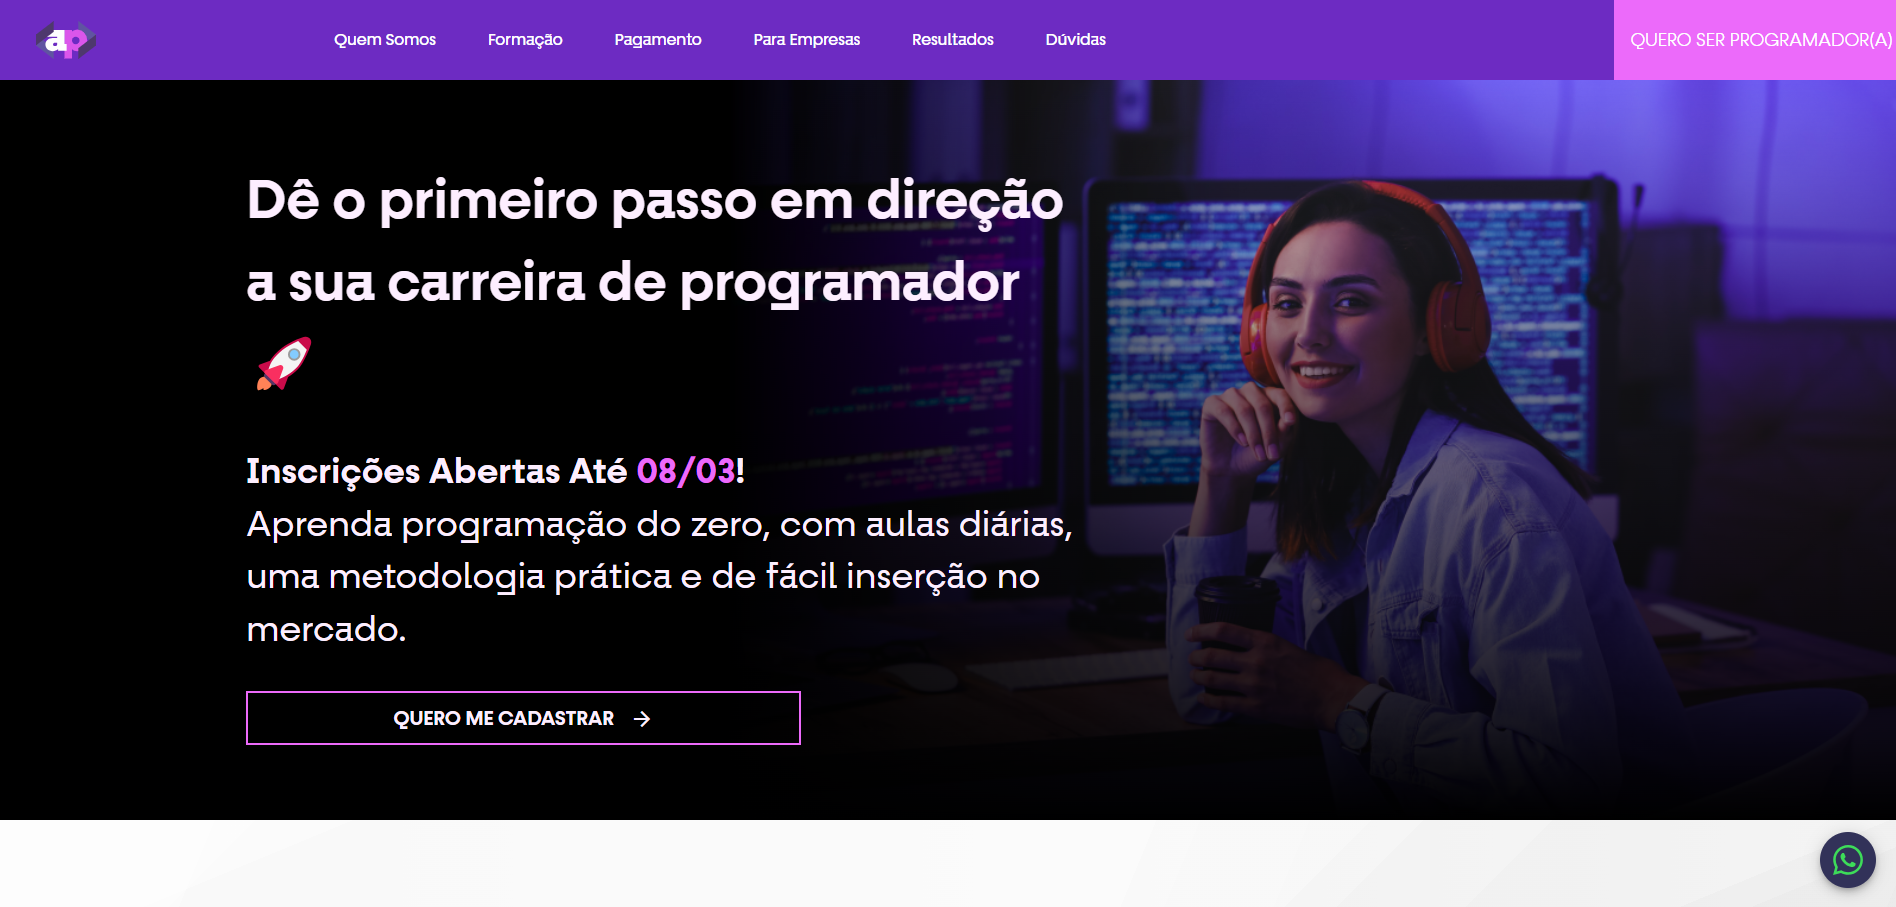 ap
Quem Somos
Formação
Pagamento
Para Empresas
Resultados
Dúvidas
QUERO SER PROGRAMADOR(A)
Dê o primeiro passo em direção
a sua carreira de programador
🚀
Inscrições Abertas Até 08/03!
Aprenda programação do zero, com aulas diárias,
uma metodologia prática e de fácil inserção no
mercado.
QUERO ME CADASTRAR →